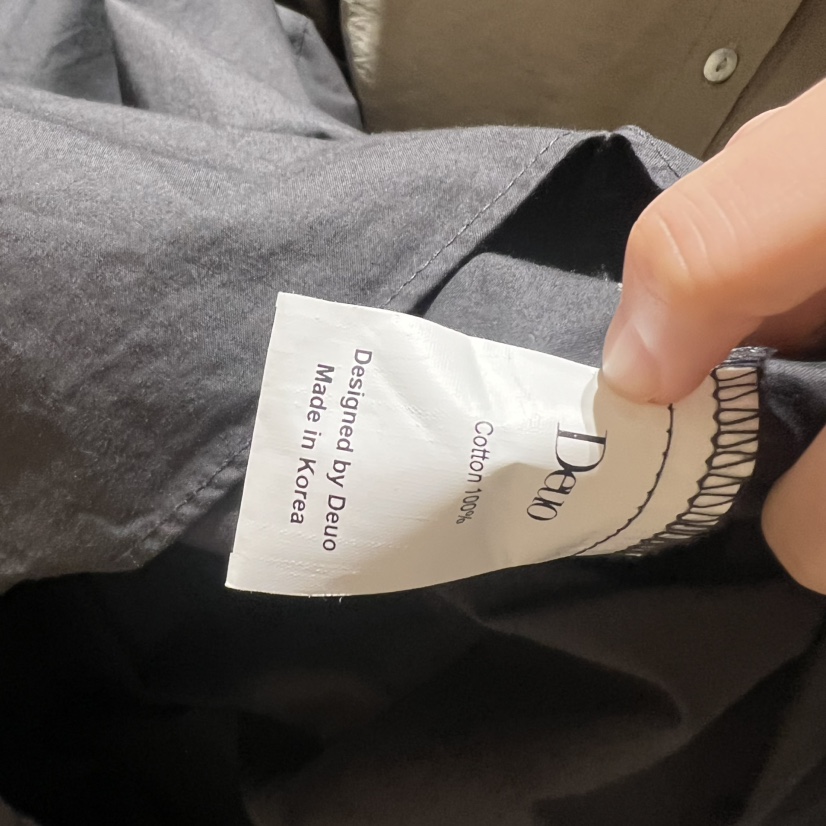 Deuo
Cotton 100%
Designed by Deuo
Made in Korea